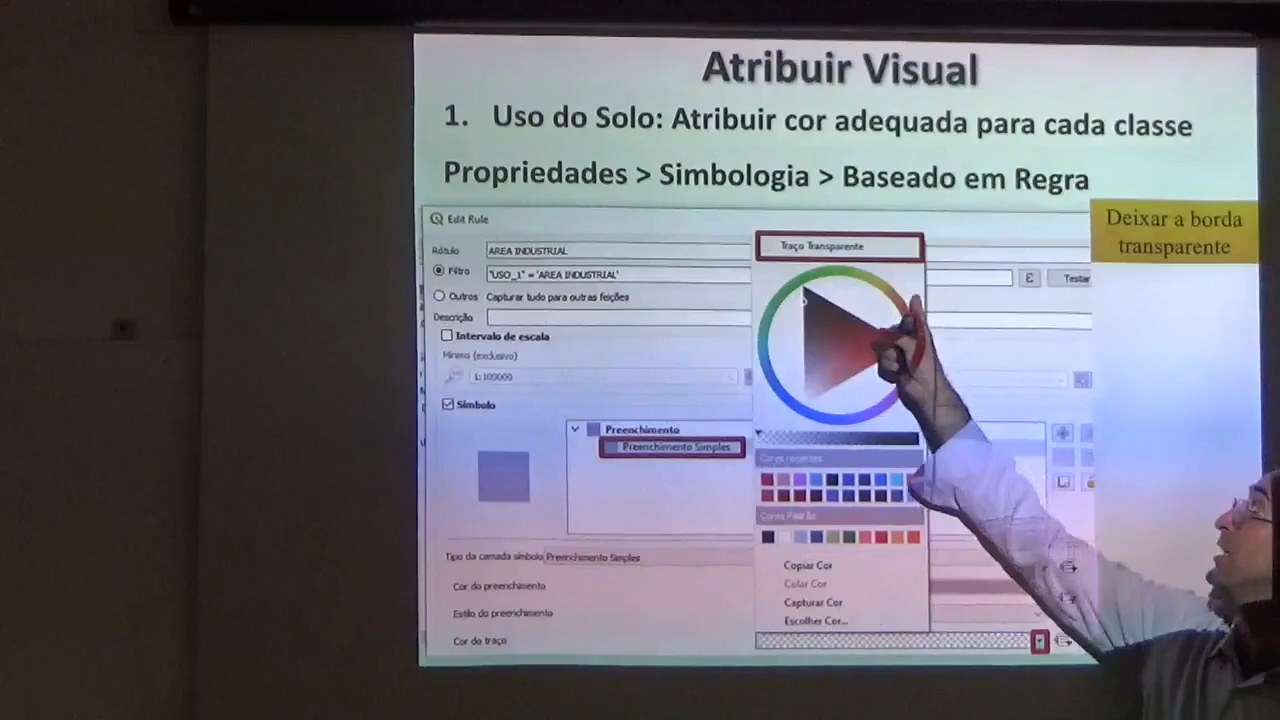 Atribuir Visual
1. Uso do Solo: Atribuir cor adequada para cada classe
Propriedades > Simbologia > Baseado em Regra
Deixar a borda
transparente
Edit Rule
Rótulo
AREA INDUSTRIAL
Filtro
"USO_1" = 'AREA INDUSTRIAL'
ε
Testar
Outros Capturar tudo para outras feições
Descrição
Intervalo de escala
Mínimo (exclusivo)
1:100000
Símbolo
Preenchimento
Preenchimento Simples
Tipo da camada símbolo Preenchimento Simples
Cor do preenchimento
Estilo do preenchimento
Cor do traço
Traço Transparente
Cores recentes
Cores Padrão
Copiar Cor
Colar Cor
Capturar Cor
Escolher Cor...